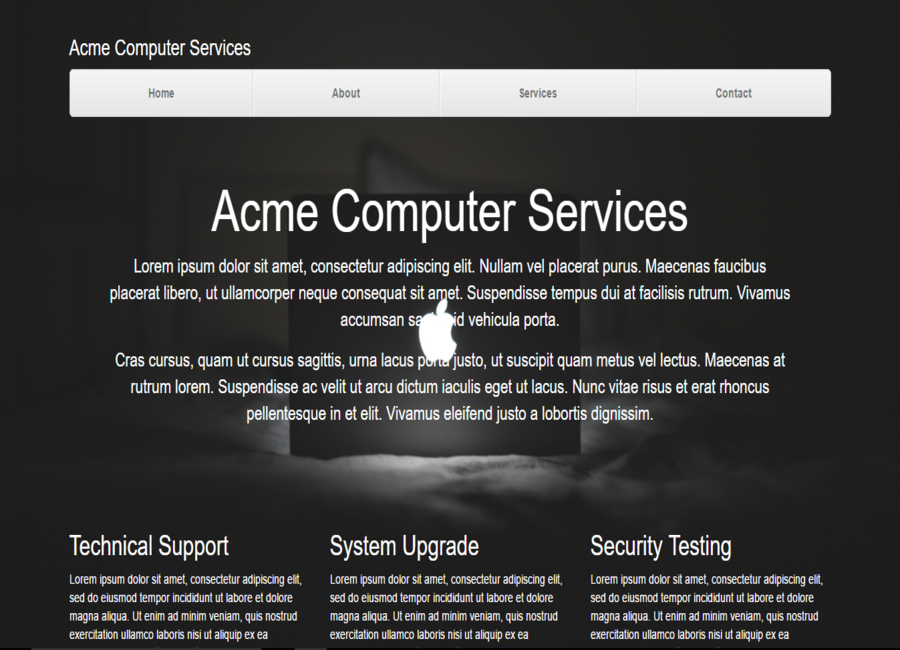 Acme Computer Services
Home About Services Contact
Acme Computer Services
Lorem ipsum dolor sit amet, consectetur adipiscing elit. Nullam vel placerat purus. Maecenas faucibus
placerat libero, ut ullamcorper neque consequat sit amet. Suspendisse tempus dui at facilisis rutrum. Vivamus
accumsan vehicula porta.
Cras cursus, quam ut cursus sagittis, urna lacus porta justo, ut suscipit quam metus vel lectus. Maecenas at
rutrum lorem. Suspendisse ac velit ut arcu dictum iaculis eget ut lacus. Nunc vitae risus et erat rhoncus
pellentesque in et elit. Vivamus eleifend justo a lobortis dignissim.
Technical Support
Lorem ipsum dolor sit amet, consectetur adipiscing elit,
sed do eiusmod tempor incididunt ut labore et dolore
magna aliqua. Ut enim ad minim veniam, quis nostrud
exercitation ullamco laboris nisi ut aliquip ex ea
System Upgrade
Lorem ipsum dolor sit amet, consectetur adipiscing elit,
sed do eiusmod tempor incididunt ut labore et dolore
magna aliqua. Ut enim ad minim veniam, quis nostrud
exercitation ullamco laboris nisi ut aliquip ex ea
Security Testing
Lorem ipsum dolor sit amet, consectetur adipiscing elit,
sed do eiusmod tempor incididunt ut labore et dolore
magna aliqua. Ut enim ad minim veniam, quis nostrud
exercitation ullamco laboris nisi ut aliquip ex ea